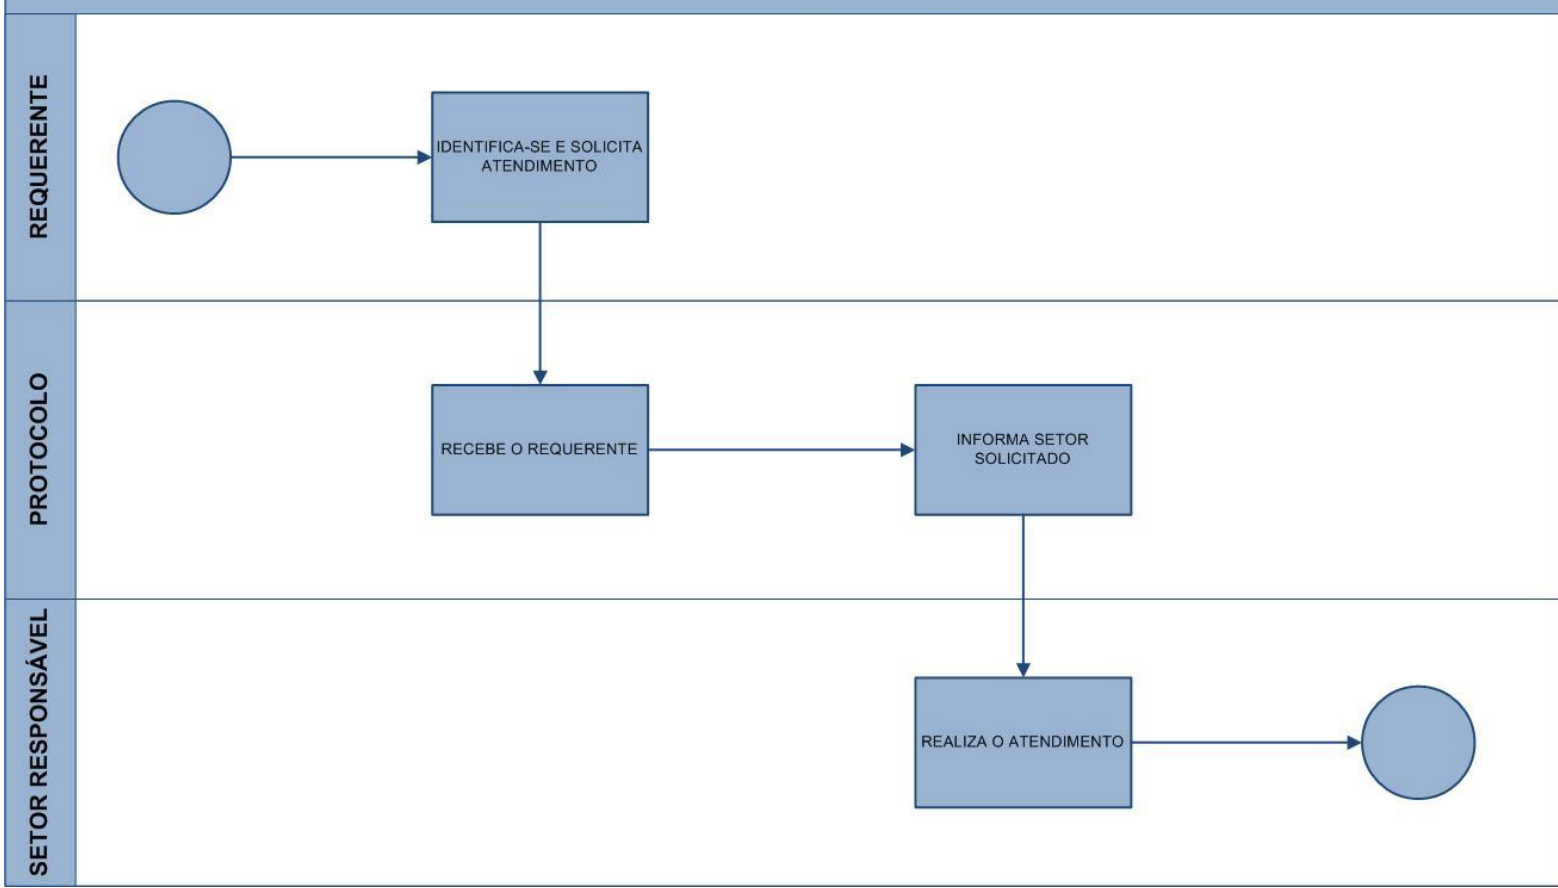 REQUERENTE
IDENTIFICA-SE E SOLICITA
ATENDIMENTO
PROTOCOLO
RECEBE O REQUERENTE
INFORMA SETOR
SOLICITADO
SETOR RESPONSÁVEL
REALIZA O ATENDIMENTO